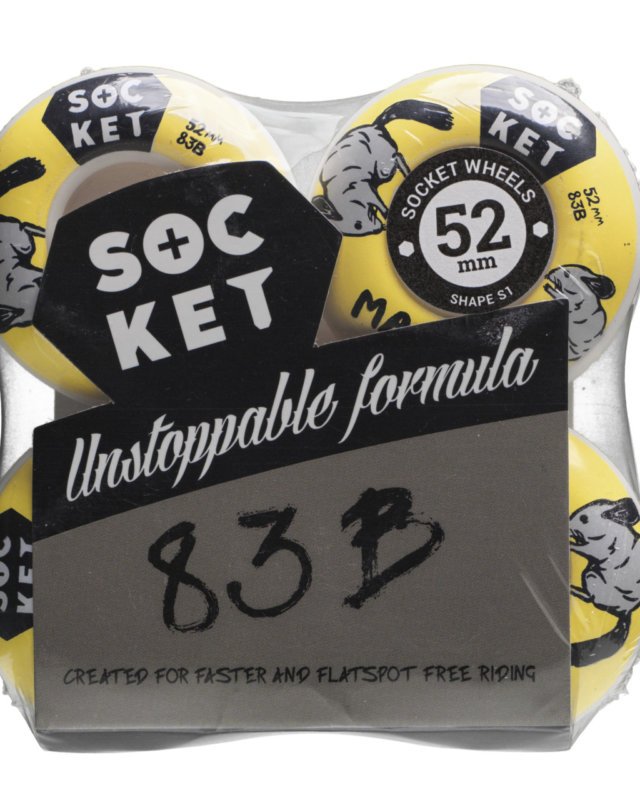 SOC
KET
52mm
83B
SOC
KET
52mm
83B
SOCKET WHEELS
52
mm
SHAPE S1
SOC
KET
Unstoppable formula
83B
CREATED FOR FASTER AND FLATSPOT FREE RIDING
SOC
KET